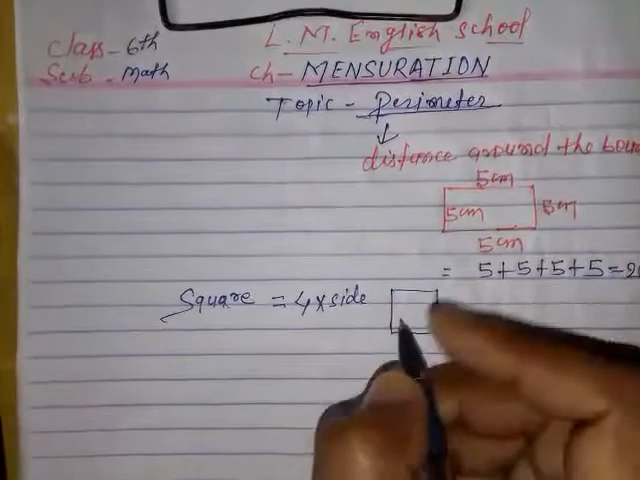 L. M. English school
Class - 6th
Sub - Math
Ch - MENSURATION
Topic - Perimeter
distance around the boun
5cm
5cm 5cm
5cm
= 5+5+5+5=20
Square = 4 x side